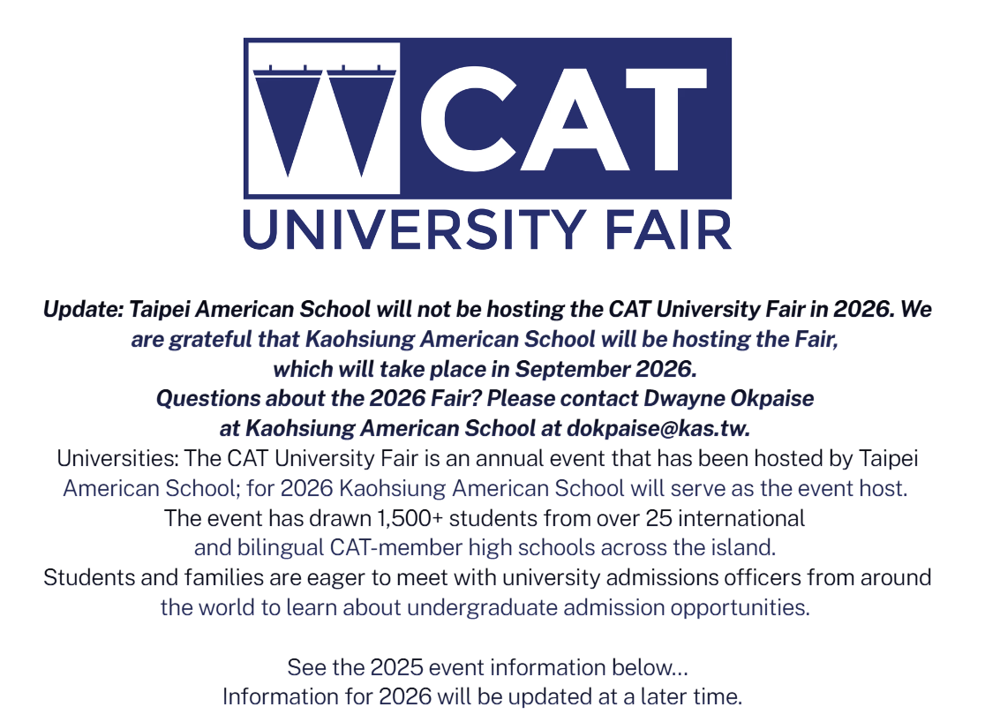 CAT
UNIVERSITY FAIR
Update: Taipei American School will not be hosting the CAT University Fair in 2026. We
are grateful that Kaohsiung American School will be hosting the Fair,
which will take place in September 2026.
Questions about the 2026 Fair? Please contact Dwayne Okpaise
at Kaohsiung American School at dokpaise@kas.tw.
Universities: The CAT University Fair is an annual event that has been hosted by Taipei
American School; for 2026 Kaohsiung American School will serve as the event host.
The event has drawn 1,500+ students from over 25 international
and bilingual CAT-member high schools across the island.
Students and families are eager to meet with university admissions officers from around
the world to learn about undergraduate admission opportunities.
See the 2025 event information below...
Information for 2026 will be updated at a later time.